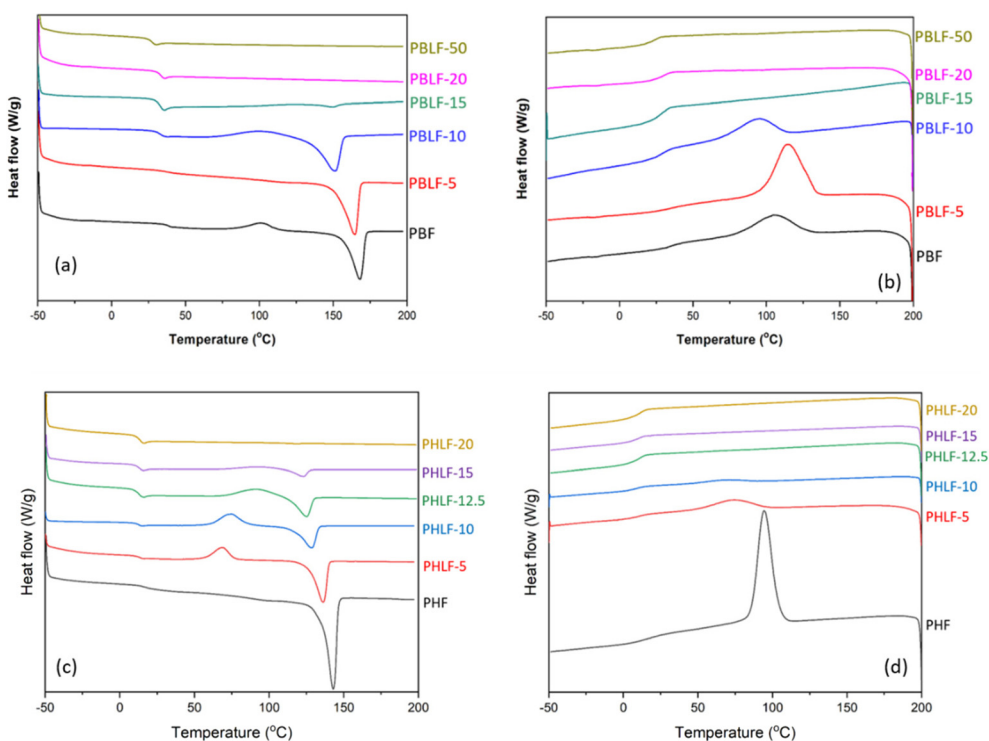 PBLF-50
PBLF-20
PBLF-15
PBLF-10
PBLF-5
PBF
(a)
Heat flow (W/g)
-50 0 50 100 150 200
Temperature (°C)
PBLF-50
PBLF-20
PBLF-15
PBLF-10
PBLF-5
PBF
(b)
Heat flow (W/g)
-50 0 50 100 150 200
Temperature (°C)
PHLF-20
PHLF-15
PHLF-12.5
PHLF-10
PHLF-5
PHF
(c)
Heat flow (W/g)
-50 0 50 100 150 200
Temperature (°C)
PHLF-20
PHLF-15
PHLF-12.5
PHLF-10
PHLF-5
PHF
(d)
Heat flow (W/g)
-50 0 50 100 150 200
Temperature (°C)